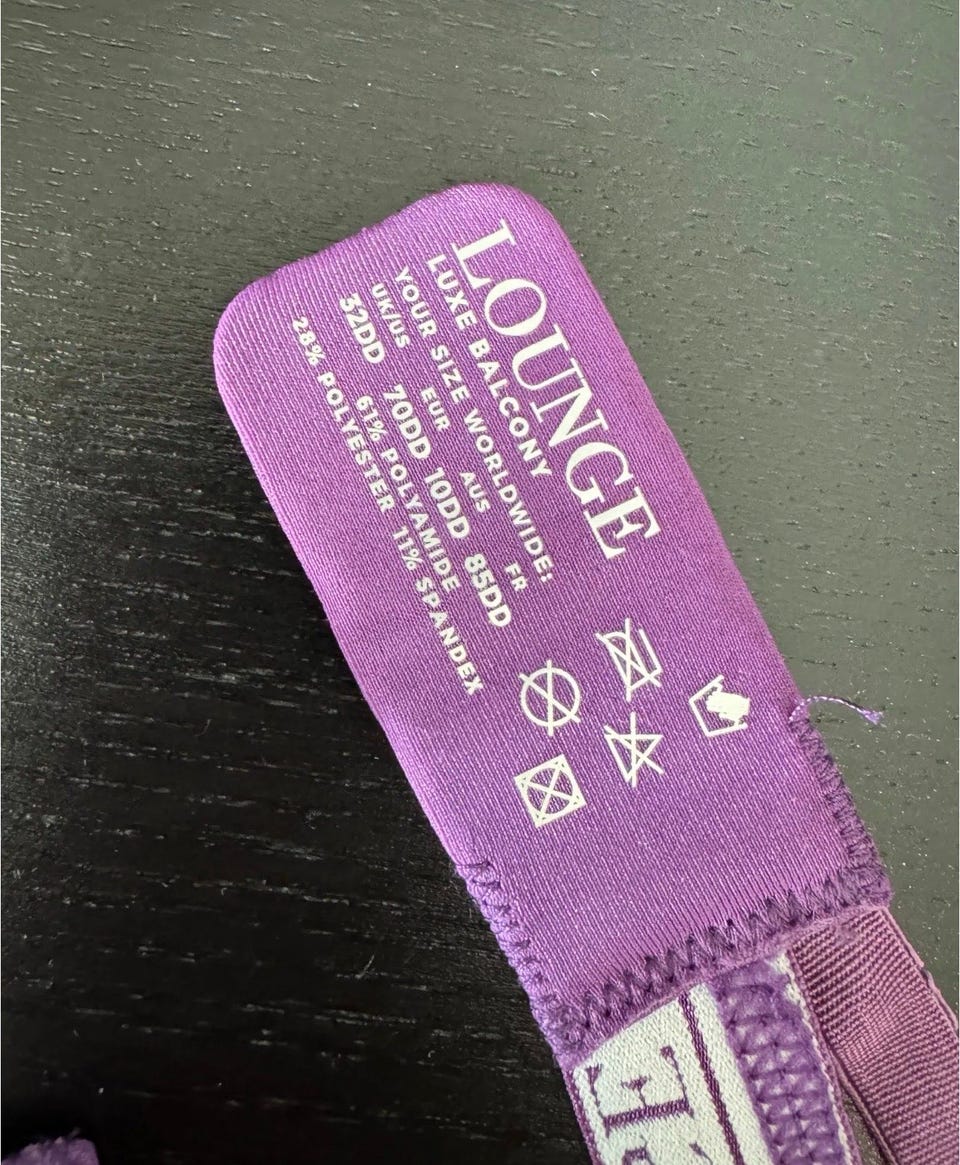 LOUNGE
LUXE BALCONY
YOUR SIZE WORLDWIDE:
UK/US EUR AUS FR
32DD 70DD 10DD 85DD
61% POLYAMIDE
28% POLYESTER 11% SPANDEX